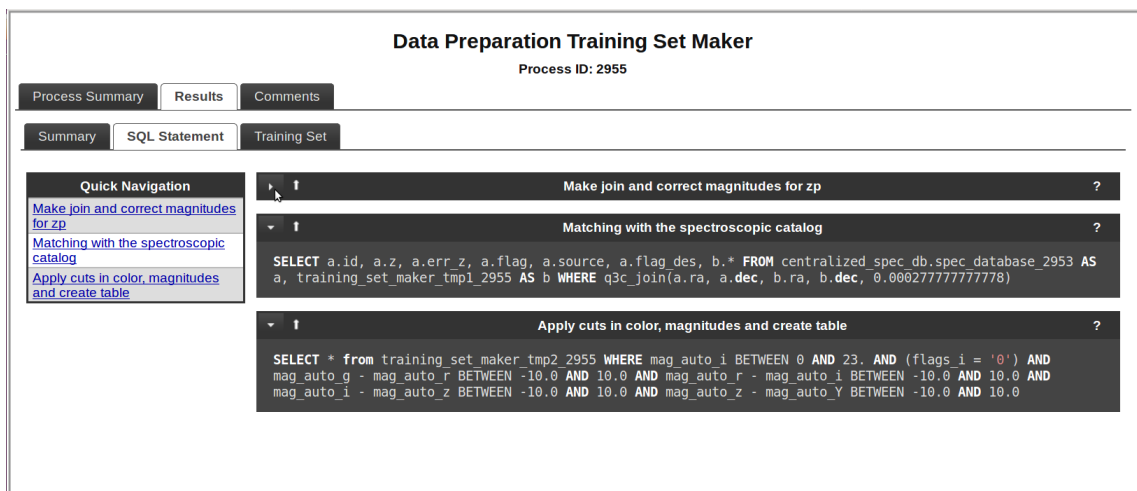 Data Preparation Training Set Maker
Process ID: 2955
Process Summary
Results
Comments
Summary
SQL Statement
Training Set
Quick Navigation
Make join and correct magnitudes
for zp
Matching with the spectroscopic
catalog
Apply cuts in color, magnitudes
and create table
Make join and correct magnitudes for zp ?
Matching with the spectroscopic catalog ?
SELECT a.id, a.z, a.err_z, a.flag, a.source, a.flag_des, b.* FROM centralized_spec_db.spec_database_2953 AS
a, training_set_maker_tmp1_2955 AS b WHERE q3c_join(a.ra, a.dec, b.ra, b.dec, 0.000277777777778)
Apply cuts in color, magnitudes and create table ?
SELECT * from training_set_maker_tmp2_2955 WHERE mag_auto_i BETWEEN 0 AND 23. AND (flags_i = '0') AND
mag_auto_g - mag_auto_r BETWEEN -10.0 AND 10.0 AND mag_auto_r - mag_auto_i BETWEEN -10.0 AND 10.0 AND
mag_auto_i - mag_auto_z BETWEEN -10.0 AND 10.0 AND mag_auto_z - mag_auto_Y BETWEEN -10.0 AND 10.0